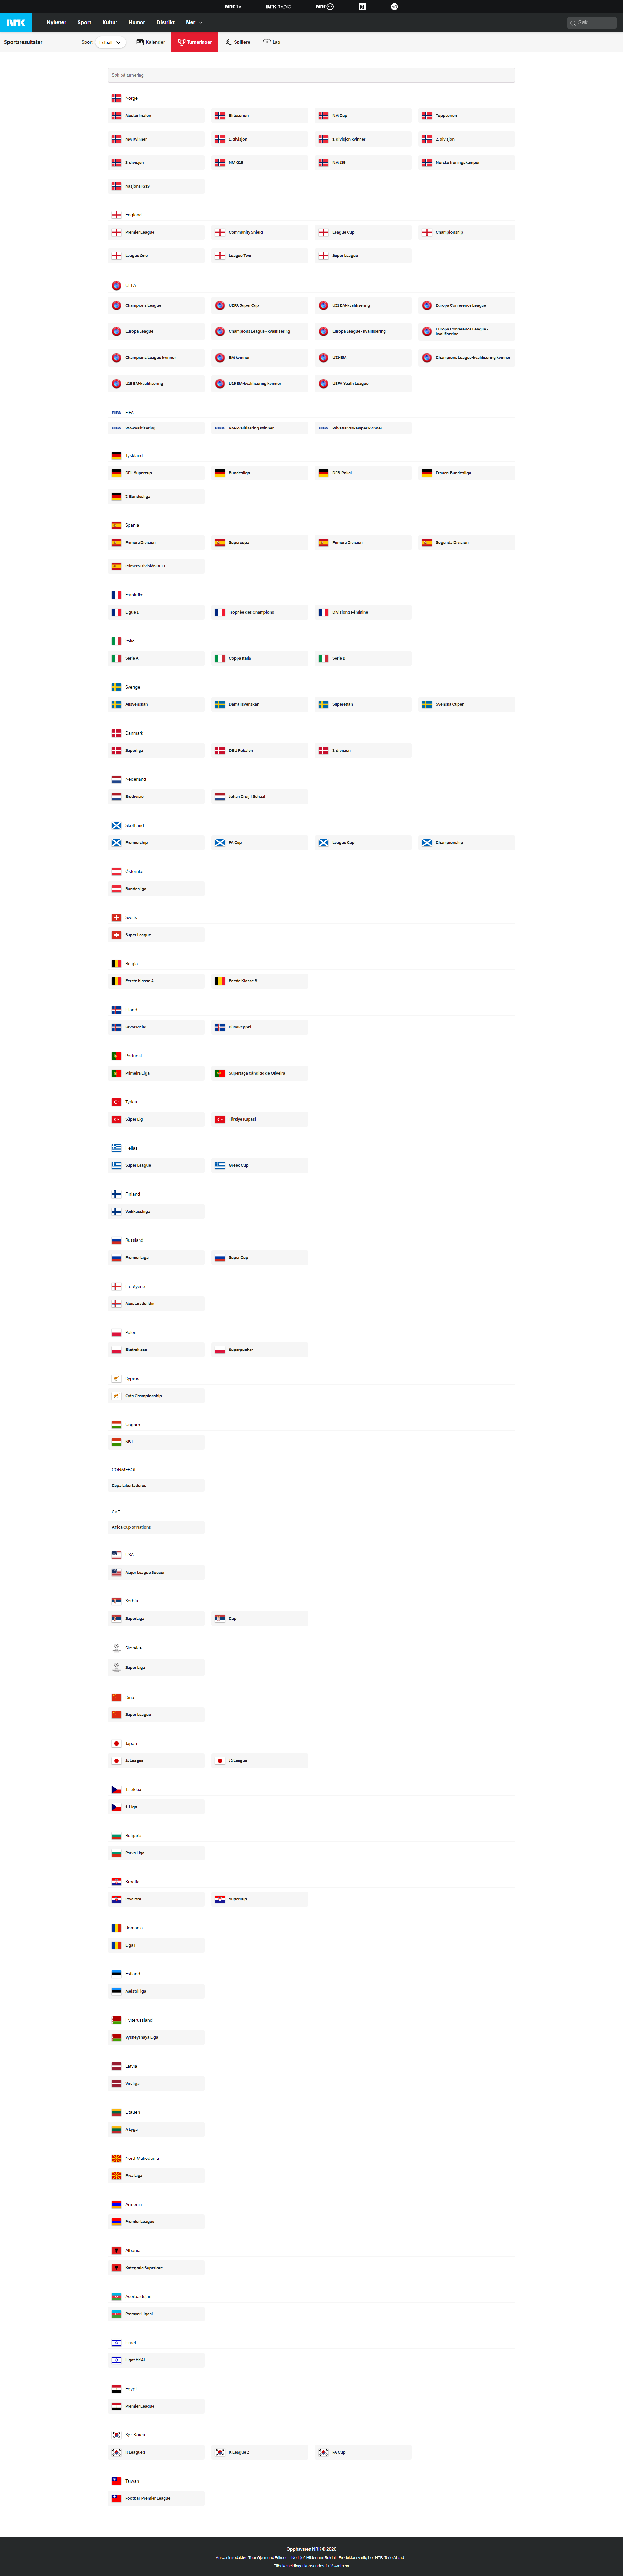 NRK TV NRK RADIO NRK P3
NRK Nyheter Sport Kultur Humor Distrikt Mer Søk
Sportsresultater Sport: Fotball Kalender Turneringer Spillere Lag
Søk på turnering
Norge
Mesterfinalen Eliteserien NM Cup Toppserien
NM Kvinner 1. divisjon 1. divisjon kvinner 2. divisjon
3. divisjon NM G19 NM J19 Norske treningskamper
Nasjonal G19
England
Premier League Community Shield League Cup Championship
League One League Two Super League
UEFA
Champions League UEFA Super Cup U21 EM-kvalifisering Europa Conference League
Europa League Champions League - kvalifisering Europa League - kvalifisering Europa Conference League -
kvalifisering
Champions League kvinner EM kvinner U21-EM Champions League-kvalifisering kvinner
U19 EM-kvalifisering U19 EM-kvalifisering kvinner UEFA Youth League
FIFA FIFA
FIFA VM-kvalifisering FIFA VM-kvalifisering kvinner FIFA Privatlandskamper kvinner
Tyskland
DFL-Supercup Bundesliga DFB-Pokal Frauen-Bundesliga
2. Bundesliga
Spania
Primera División Supercopa Primera División Segunda División
Primera División RFEF
Frankrike
Ligue 1 Trophée des Champions Division 1 Féminine
Italia
Serie A Coppa Italia Serie B
Sverige
Allsvenskan Damallsvenskan Superettan Svenska Cupen
Danmark
Superliga DBU Pokalen 1. division
Nederland
Eredivisie Johan Cruijff Schaal
Skottland
Premiership FA Cup League Cup Championship
Østerrike
Bundesliga
Sveits
Super League
Belgia
Eerste Klasse A Eerste Klasse B
Island
Úrvalsdeild Bikarkeppni
Portugal
Primeira Liga Supertaça Cândido de Oliveira
Tyrkia
Süper Lig Türkiye Kupasi
Hellas
Super League Greek Cup
Finland
Veikkausliiga
Russland
Premier Liga Super Cup
Færøyene
Meistaradeildin
Polen
Ekstraklasa Superpuchar
Kypros
Cyta Championship
Ungarn
NB I
CONMEBOL
Copa Libertadores
CAF
Africa Cup of Nations
USA
Major League Soccer
Serbia
SuperLiga Cup
Slovakia
Super Liga
Kina
Super League
Japan
J1 League J2 League
Tsjekkia
1. Liga
Bulgaria
Parva Liga
Kroatia
Prva HNL Superkup
Romania
Liga I
Estland
Meistriliiga
Hviterussland
Vysheyshaya Liga
Latvia
Virsliga
Litauen
A Lyga
Nord-Makedonia
Prva Liga
Armenia
Premier League
Albania
Kategoria Superiore
Aserbajdsjan
Premyer Liqasi
Israel
Ligat HaAl
Egypt
Premier League
Sør-Korea
K League 1 K League 2 FA Cup
Taiwan
Football Premier League
Opphavsrett NRK © 2020
Ansvarlig redaktør: Thor Gjermund Eriksen Nettsjef: Hildegunn Soldal Produktansvarlig hos NTB: Terje Alstad
Tilbakemeldinger kan sendes til nifs@ntb.no